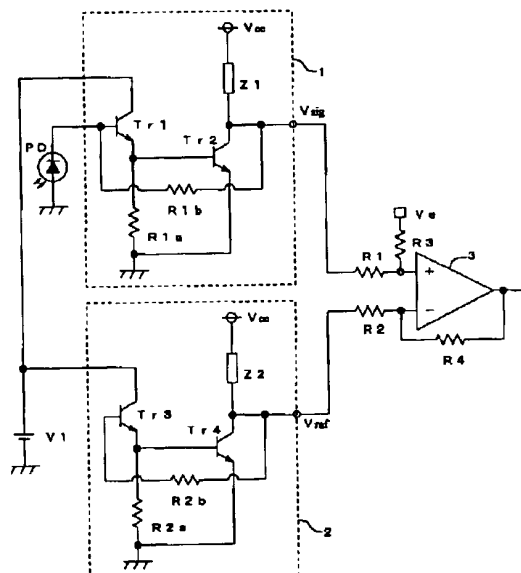 Vcc
1
Z1
Vsig
Tr1
Tr2
PD
R1b
R1a
Ve
R3
R1
3
+
R2
−
R4
Vcc
Z2
Tr3
Tr4
Vref
V1
R2b
R2a
2